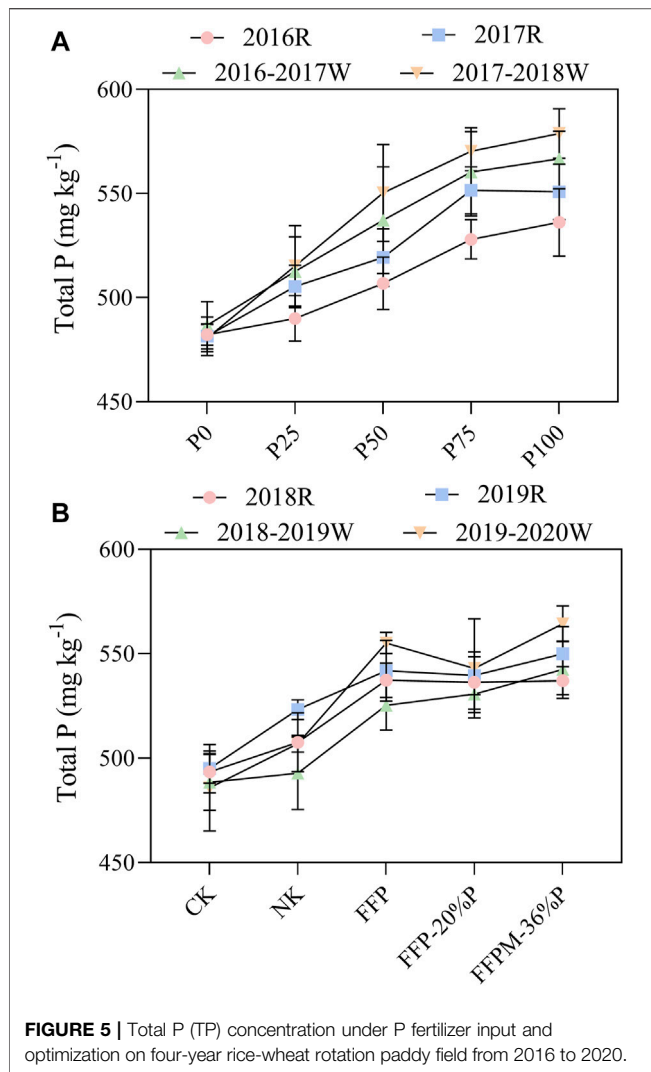 A
2016R 2017R
2016-2017W 2017-2018W
600
550
500
450
Total P (mg kg⁻¹)
P0 P25 P50 P75 P100
B
2018R 2019R
2018-2019W 2019-2020W
600
550
500
450
Total P (mg kg⁻¹)
CK NK FFP FFP-20%P FFPM-36%P
FIGURE 5 | Total P (TP) concentration under P fertilizer input and
optimization on four-year rice-wheat rotation paddy field from 2016 to 2020.